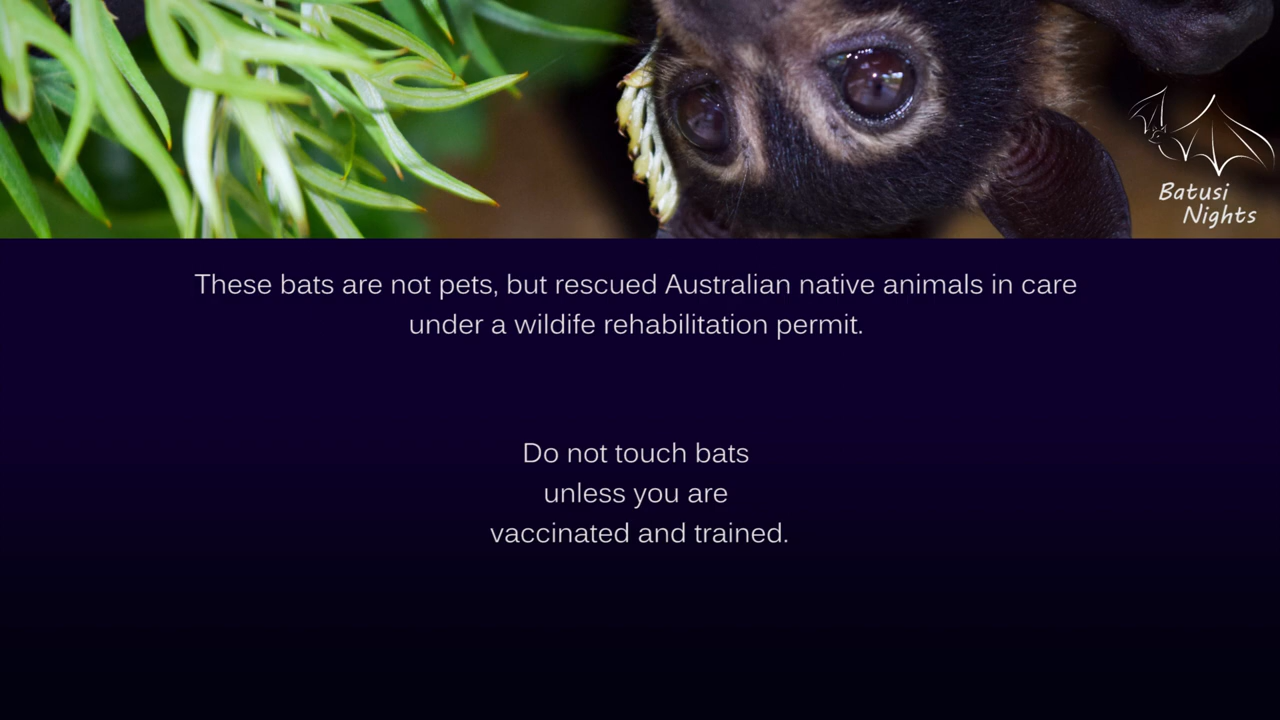 Batusi
Nights
These bats are not pets, but rescued Australian native animals in care
under a wildife rehabilitation permit.
Do not touch bats
unless you are
vaccinated and trained.